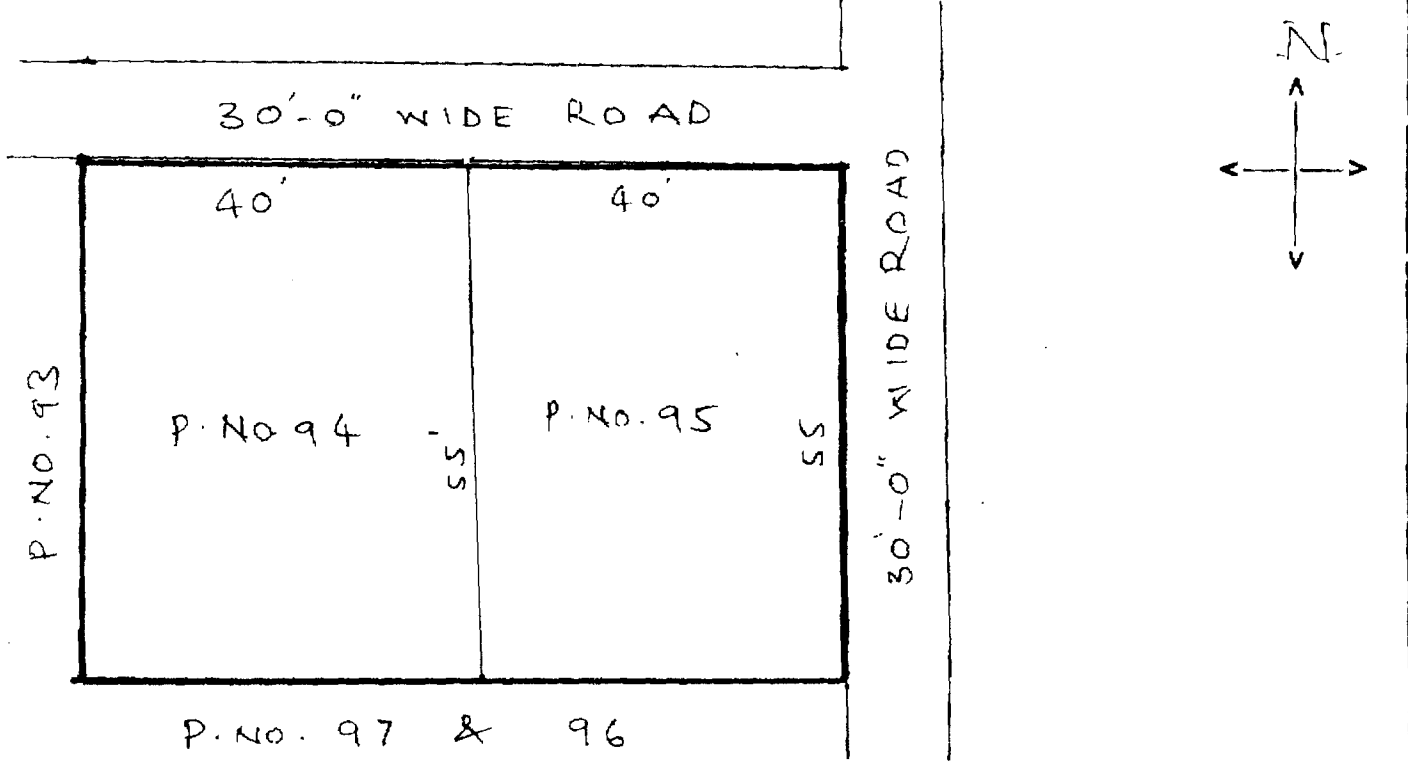 N
30'-0" WIDE ROAD
40'
40'
P. NO. 93
P. NO 94
55'
P. NO. 95
55
30'-0" WIDE ROAD
P. NO. 97 & 96